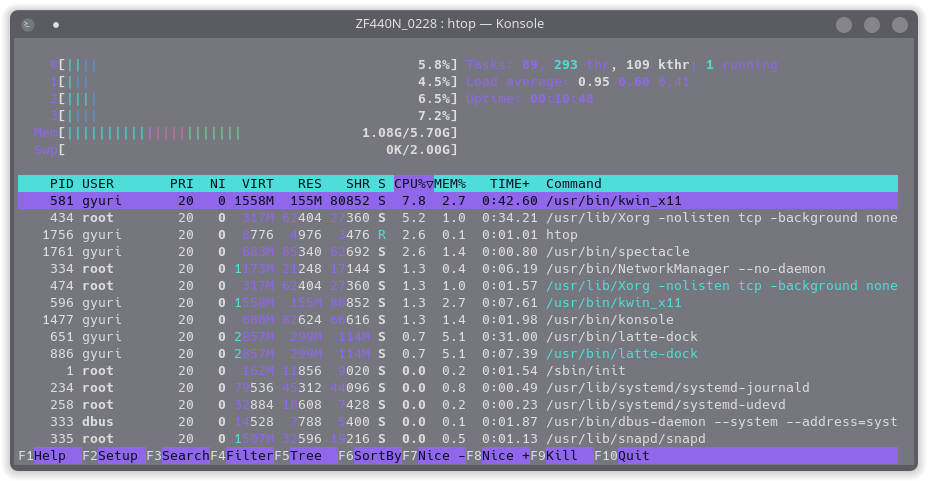 ZF440N_0228 : htop — Konsole
0[|||| 5.8%] Tasks: 89, 293 thr, 109 kthr; 1 running
1[||| 4.5%] Load average: 0.95 0.60 0.41
2[|||| 6.5%] Uptime: 00:10:48
3[|||| 7.2%]
Mem[|||||||||||||||||||||| 1.08G/5.70G]
Swp[ 0K/2.00G]
PID USER PRI NI VIRT RES SHR S CPU%▽MEM% TIME+ Command
581 gyuri 20 0 1558M 155M 80852 S 7.8 2.7 0:42.60 /usr/bin/kwin_x11
434 root 20 0 317M 62404 27360 S 5.2 1.0 0:34.21 /usr/lib/Xorg -nolisten tcp -background none
1756 gyuri 20 0 8776 4976 3476 R 2.6 0.1 0:01.01 htop
1761 gyuri 20 0 603M 85340 62692 S 2.6 1.4 0:00.80 /usr/bin/spectacle
334 root 20 0 1173M 21248 17144 S 1.3 0.4 0:06.19 /usr/bin/NetworkManager --no-daemon
474 root 20 0 317M 62404 27360 S 1.3 1.0 0:01.57 /usr/lib/Xorg -nolisten tcp -background none
596 gyuri 20 0 1558M 155M 80852 S 1.3 2.7 0:07.61 /usr/bin/kwin_x11
1477 gyuri 20 0 600M 82624 66616 S 1.3 1.4 0:01.98 /usr/bin/konsole
651 gyuri 20 0 2857M 299M 114M S 0.7 5.1 0:31.00 /usr/bin/latte-dock
886 gyuri 20 0 2857M 299M 114M S 0.7 5.1 0:07.39 /usr/bin/latte-dock
1 root 20 0 162M 11856 9020 S 0.0 0.2 0:01.54 /sbin/init
234 root 20 0 79536 45312 44096 S 0.0 0.8 0:00.49 /usr/lib/systemd/systemd-journald
258 root 20 0 32884 10608 7428 S 0.0 0.2 0:00.23 /usr/lib/systemd/systemd-udevd
333 dbus 20 0 14528 7788 5400 S 0.0 0.1 0:01.87 /usr/bin/dbus-daemon --system --address=syst
335 root 20 0 1507M 32596 19216 S 0.0 0.5 0:01.13 /usr/lib/snapd/snapd
F1Help F2Setup F3SearchF4FilterF5Tree F6SortByF7Nice -F8Nice +F9Kill F10Quit